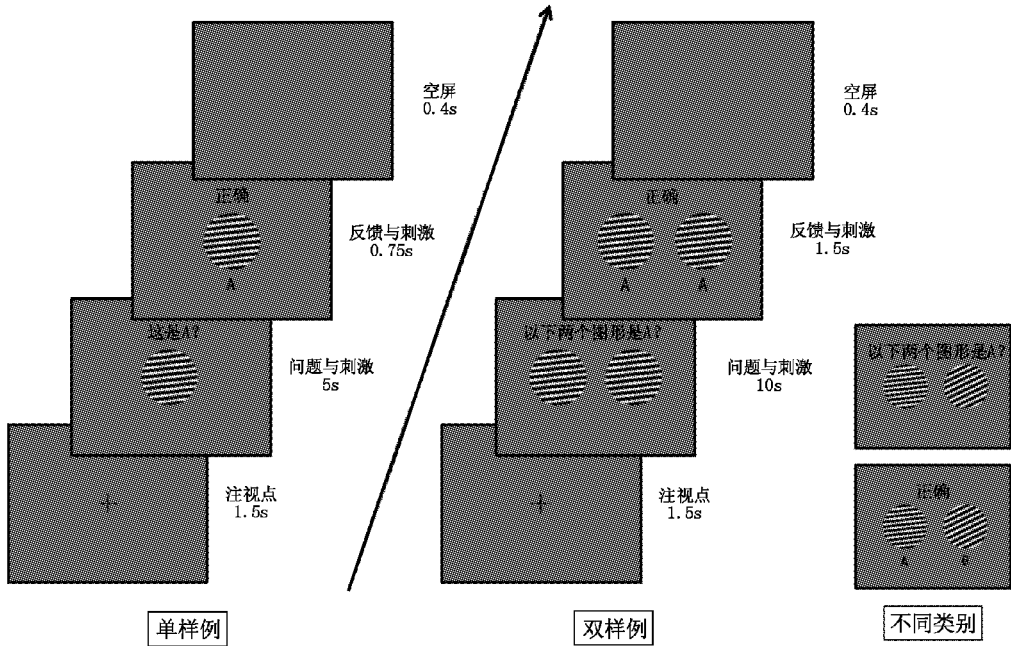 空屏
0.4s
正确
A
反馈与刺激
0.75s
这是A?
问题与刺激
5s
注视点
1.5s
单样例
空屏
0.4s
正确
A A
反馈与刺激
1.5s
以下两个图形是A?
问题与刺激
10s
注视点
1.5s
双样例
以下两个图形是A?
正确
A B
不同类别